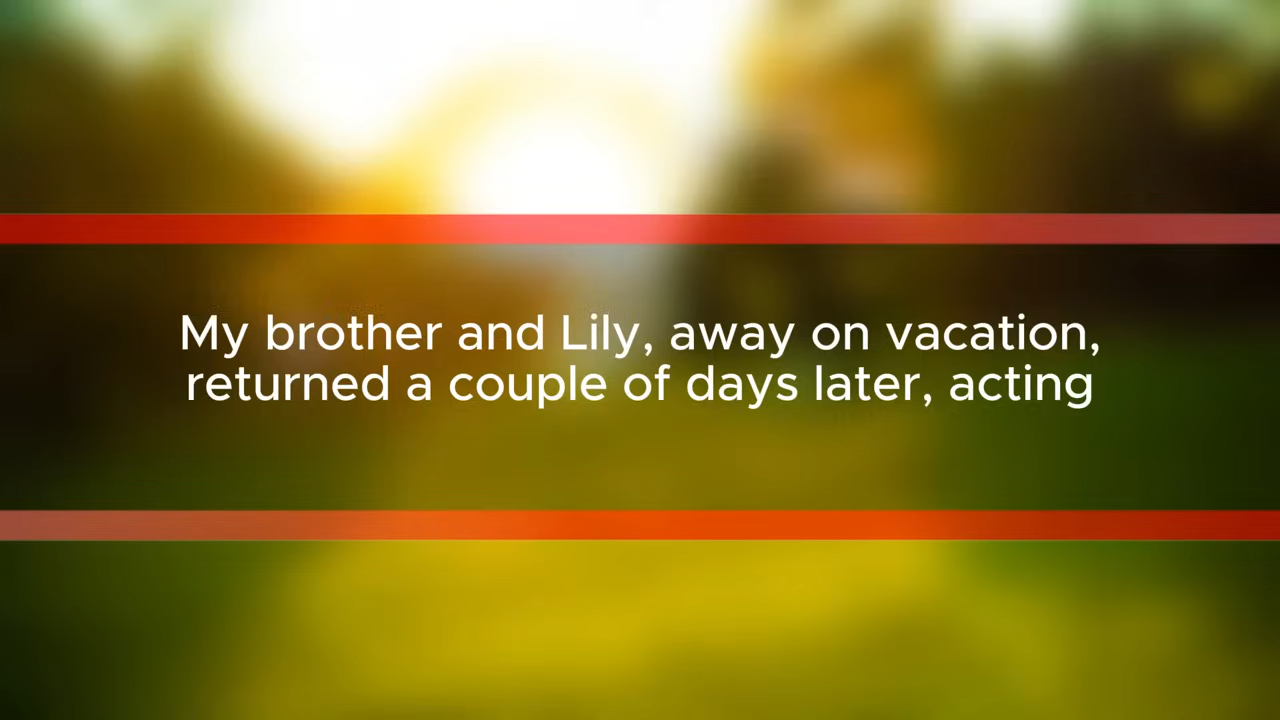 My brother and Lily, away on vacation,
returned a couple of days later, acting